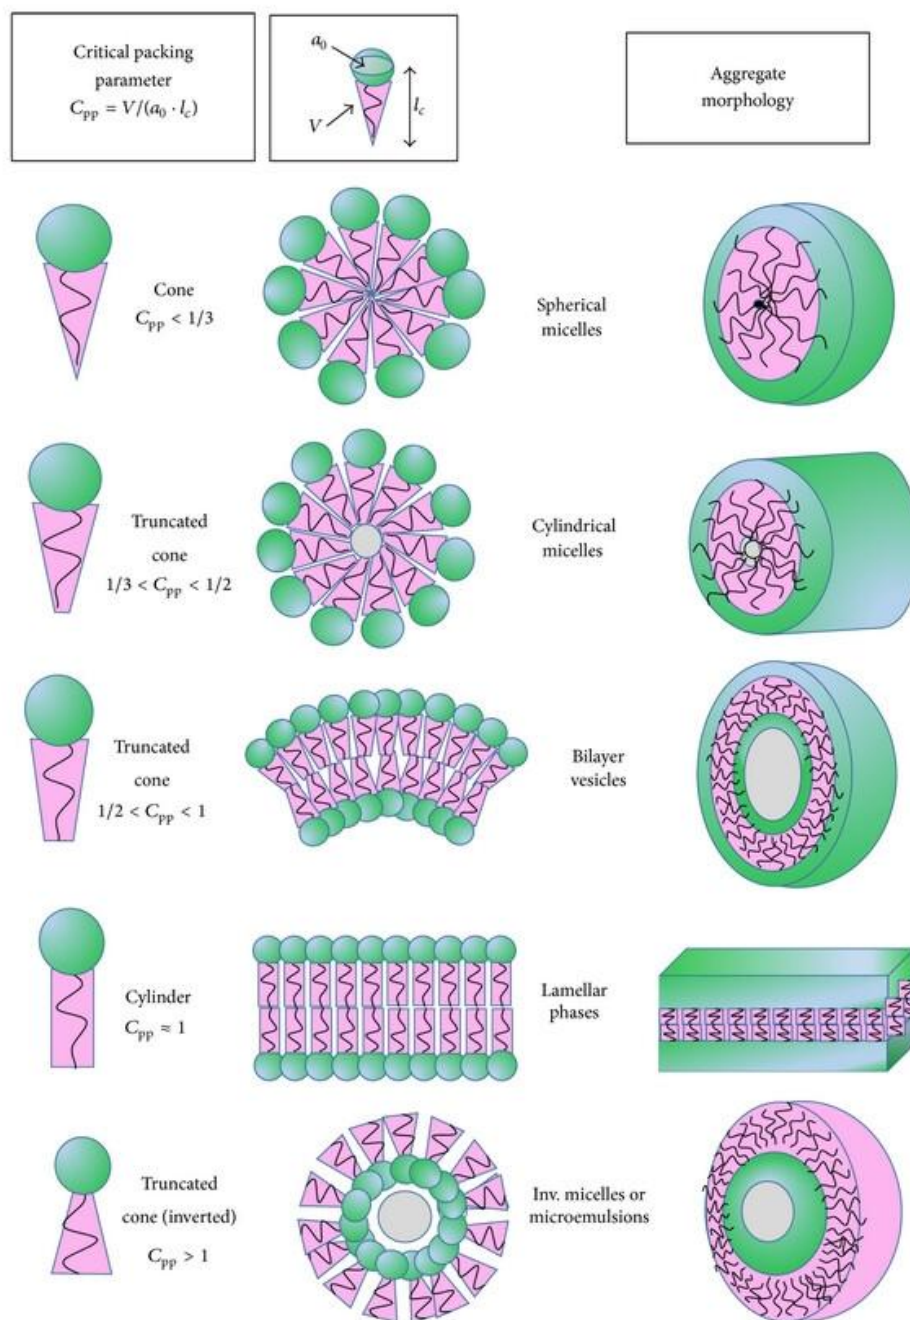 Critical packing
parameter
C_pp = V/(a_0 · l_c)
a_0
V
l_c
Aggregate
morphology
Cone
C_pp < 1/3
Spherical
micelles
Truncated
cone
1/3 < C_pp < 1/2
Cylindrical
micelles
Truncated
cone
1/2 < C_pp < 1
Bilayer
vesicles
Cylinder
C_pp ≈ 1
Lamellar
phases
Truncated
cone (inverted)
C_pp > 1
Inv. micelles or
microemulsions